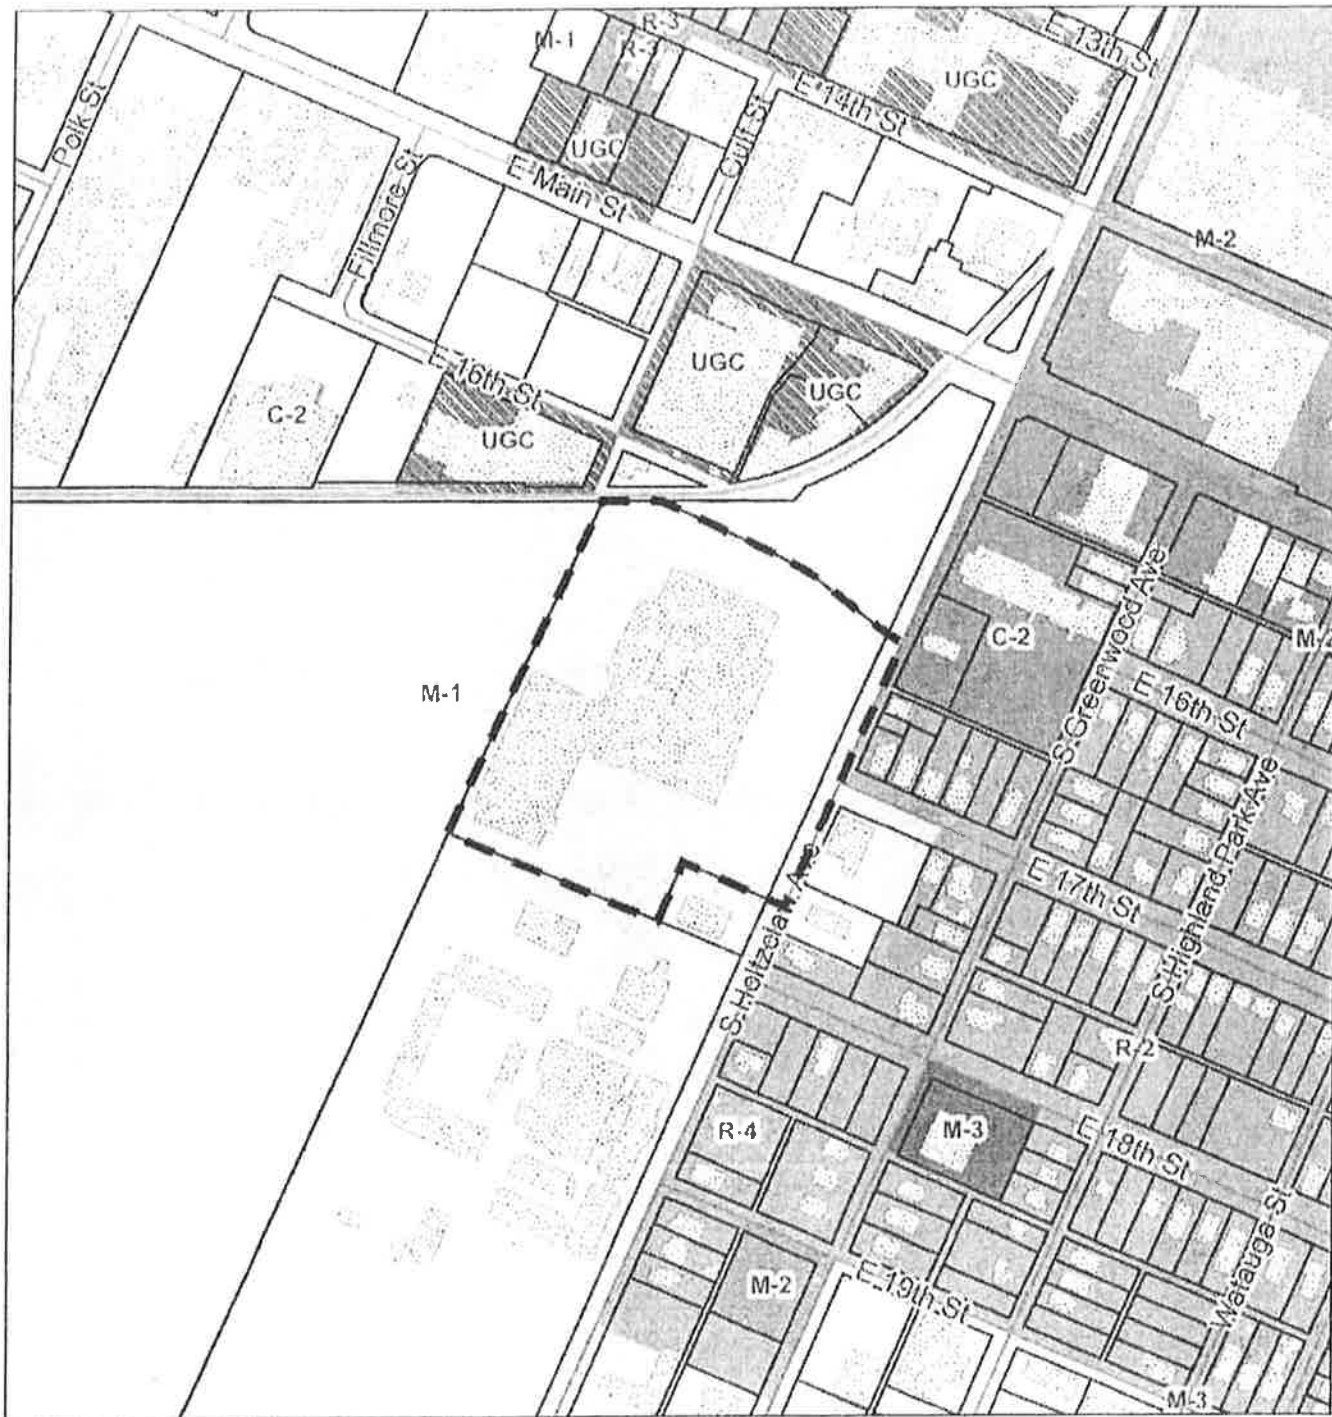 R-3
E 13th St
M-1
R-3
UGC
Polk St
E 14th St
Gulf St
UGC
E Main St
Fillmore St
M-2
UGC
E 16th St
UGC
C-2
UGC
S Greenwood Ave
C-2
M-2
M-1
E 16th St
S Highland Park Ave
E 17th St
S Holtzclaw Ave
R-2
R-4
M-3
E 18th St
Watauga St
M-2
E 19th St
M-3